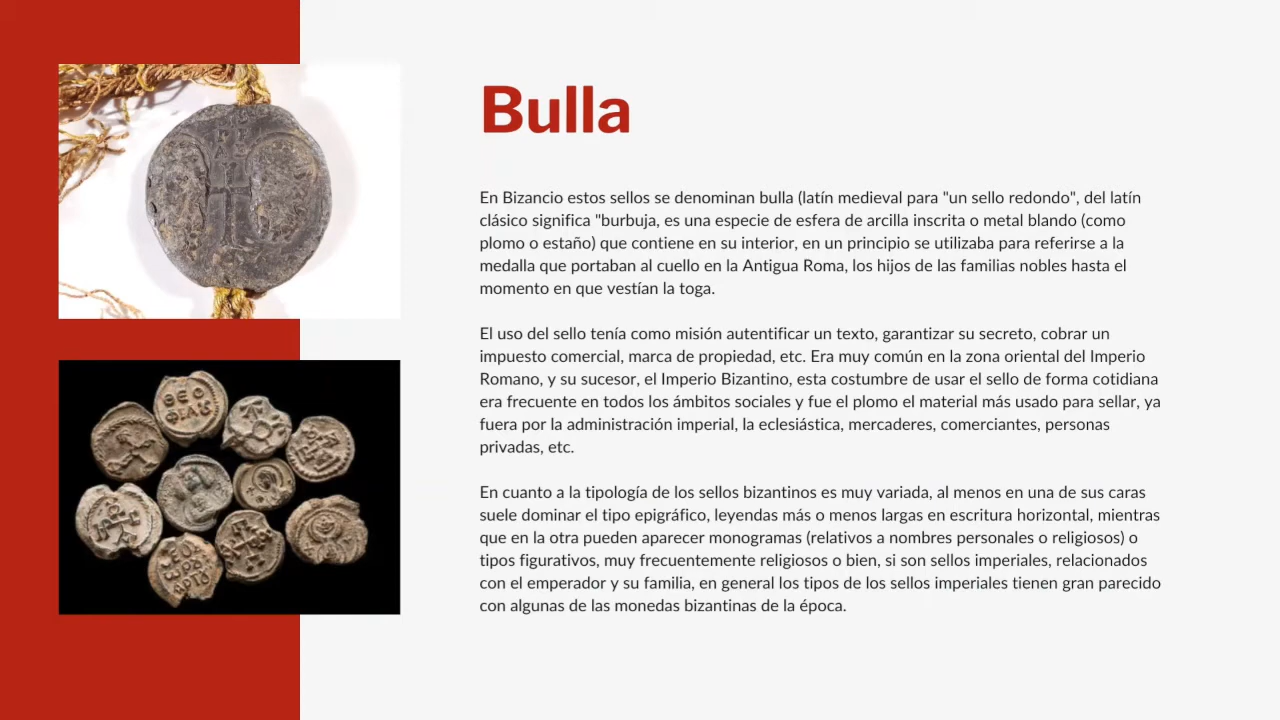 Bulla
En Bizancio estos sellos se denominan bulla (latín medieval para "un sello redondo", del latín
clásico significa "burbuja, es una especie de esfera de arcilla inscrita o metal blando (como
plomo o estaño) que contiene en su interior, en un principio se utilizaba para referirse a la
medalla que portaban al cuello en la Antigua Roma, los hijos de las familias nobles hasta el
momento en que vestían la toga.
El uso del sello tenía como misión autentificar un texto, garantizar su secreto, cobrar un
impuesto comercial, marca de propiedad, etc. Era muy común en la zona oriental del Imperio
Romano, y su sucesor, el Imperio Bizantino, esta costumbre de usar el sello de forma cotidiana
era frecuente en todos los ámbitos sociales y fue el plomo el material más usado para sellar, ya
fuera por la administración imperial, la eclesiástica, mercaderes, comerciantes, personas
privadas, etc.
En cuanto a la tipología de los sellos bizantinos es muy variada, al menos en una de sus caras
suele dominar el tipo epigráfico, leyendas más o menos largas en escritura horizontal, mientras
que en la otra pueden aparecer monogramas (relativos a nombres personales o religiosos) o
tipos figurativos, muy frecuentemente religiosos o bien, si son sellos imperiales, relacionados
con el emperador y su familia, en general los tipos de los sellos imperiales tienen gran parecido
con algunas de las monedas bizantinas de la época.